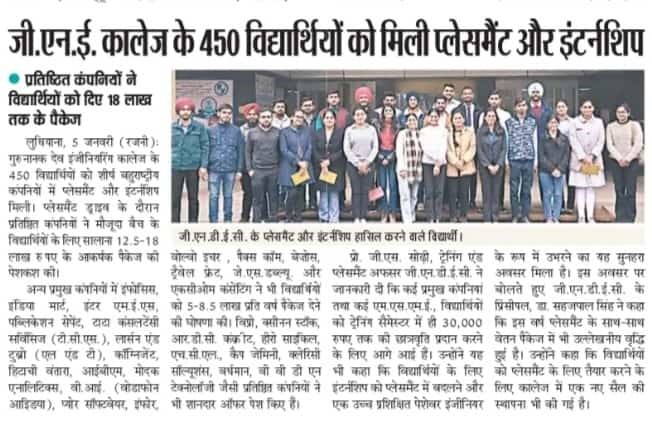 जी.एन.ई. कालेज के 450 विद्यार्थियों को मिली प्लेसमैंट और इंटर्नशिप
● प्रतिष्ठित कंपनियों ने
विद्यार्थियों को दिए 18 लाख
तक के पैकेज
लुधियाना, 5 जनवरी (रजनी):
गुरुनानक देव इंजीनियरिंग कालेज के
450 विद्यार्थियों को शीर्ष बहुराष्ट्रीय
कंपनियों में प्लेसमैंट और इंटर्नशिप
मिली। प्लेसमैंट ड्राइव के दौरान
प्रतिष्ठित कंपनियों ने मौजूदा बैच के
विद्यार्थियों के लिए सालाना 12.5-18
लाख रुपए के आकर्षक पैकेज की
पेशकश की।
अन्य प्रमुख कंपनियों में इंफोसिस,
इंडिया मार्ट, इंटर एम.ई.एस,
पब्लिकेशन सेपेंट, टाटा कंसलटेंसी
सर्विसिज (टी.सी.एस.), लार्सन एंड
टुब्रो (एल एंड टी), कॉग्निजेंट,
हिटाची वंतारा, आईबीएम, मोदक
एनालिटिक्स, वी.आई. (वोडाफोन
आइडिया), प्योर सॉफ्टवेयर, इंफोर,
जी.एन.डी.ई.सी. के प्लेसमैंट और इंटर्नशिप हासिल करने वाले विद्यार्थी।
वोल्वो इचर , पैक्स कॉम, बेजोस,
ट्रैवेल फ्रेट, जे.एस.डब्ल्यू और
एक्सीओम कंसेटिंग ने भी विद्यार्थियों को
5-8.5 लाख प्रति वर्ष पैकेज देने
की घोषणा की। विप्रो, क्सीनन स्टॉक,
आर.डी.सी. कंक्रीट, हीरो साइकिल,
एच.सी.एल., कैप जेमिनी, क्लेरिसी
सॉल्यूशंस, वर्धमान, वी वी डी एन
टेक्नोलॉजी जैसी प्रतिष्ठित कंपनियों ने
भी शानदार ऑफर पेश किए हैं।
प्रो. जी.एस. सोढ़ी, ट्रेनिंग एंड
प्लेसमैंट अफसर जी.एन.डी.ई.सी. ने
जानकारी दी कि कई प्रमुख कंपनियां
तथा कई एम.एस.एम.ई., विद्यार्थियों
को ट्रेनिंग सैमेस्टर में ही 30,000
रुपए तक की छात्रवृति प्रदान करने
के लिए आगे आई हैं। उन्होंने यह
भी कहा कि विद्यार्थियों के लिए
इंटर्नशिप को प्लेसमैंट में बदलने और
एक उच्च प्रशिक्षित पेशेवर इंजीनियर
के रूप में उभरने का यह सुनहरा
अवसर मिला है। इस अवसर पर
बोलते हुए जी.एन.डी.ई.सी. के
प्रिंसीपल, डा. सहजपाल सिंह ने कहा
कि इस वर्ष प्लेसमैंट के साथ-साथ
वेतन पैकेज में भी उल्लेखनीय वृद्धि
हुई है। उन्होंने कहा कि विद्यार्थियों
को प्लेसमैंट के लिए तैयार करने के
लिए कालेज में एक नए सैल की
स्थापना भी की गई है।